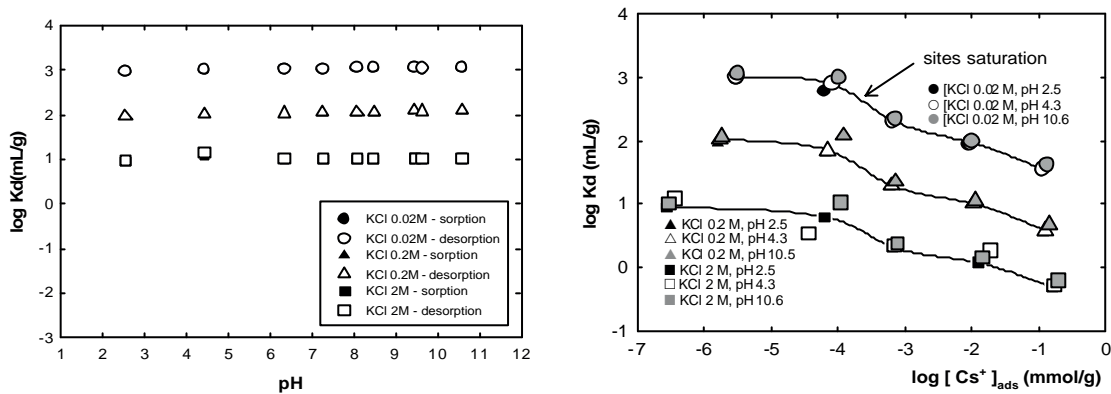 4
3
2
1
0
-1
-2
-3
log Kd(mL/g)
KCl 0.02M - sorption
KCl 0.02M - desorption
KCl 0.2M - sorption
KCl 0.2M - desorption
KCl 2M - sorption
KCl 2M - desorption
1 2 3 4 5 6 7 8 9 10 11 12
pH
4
3
2
1
0
-1
log Kd (mL/g)
sites saturation
[KCl 0.02 M, pH 2.5
[KCl 0.02 M, pH 4.3
[KCl 0.02 M, pH 10.6
KCl 0.2 M, pH 2.5
KCl 0.2 M, pH 4.3
KCl 0.2 M, pH 10.5
KCl 2 M, pH 2.5
KCl 2 M, pH 4.3
KCl 2 M, pH 10.6
-7 -6 -5 -4 -3 -2 -1 0
log [ Cs⁺ ]ads (mmol/g)